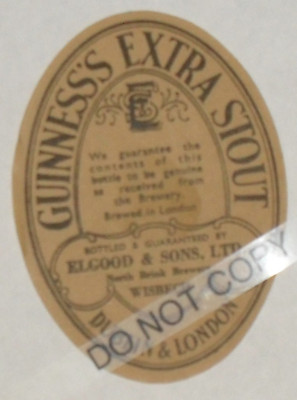 GUINNESS'S EXTRA STOUT
E
We guarantee the
contents of this
bottle to be genuine
as received from
the Brewery.
Brewed in London
BOTTLED & GUARANTEED BY
ELGOOD & SONS, LTD
North Brink Brewery
WISBECH
DUBLIN & LONDON
DO NOT COPY